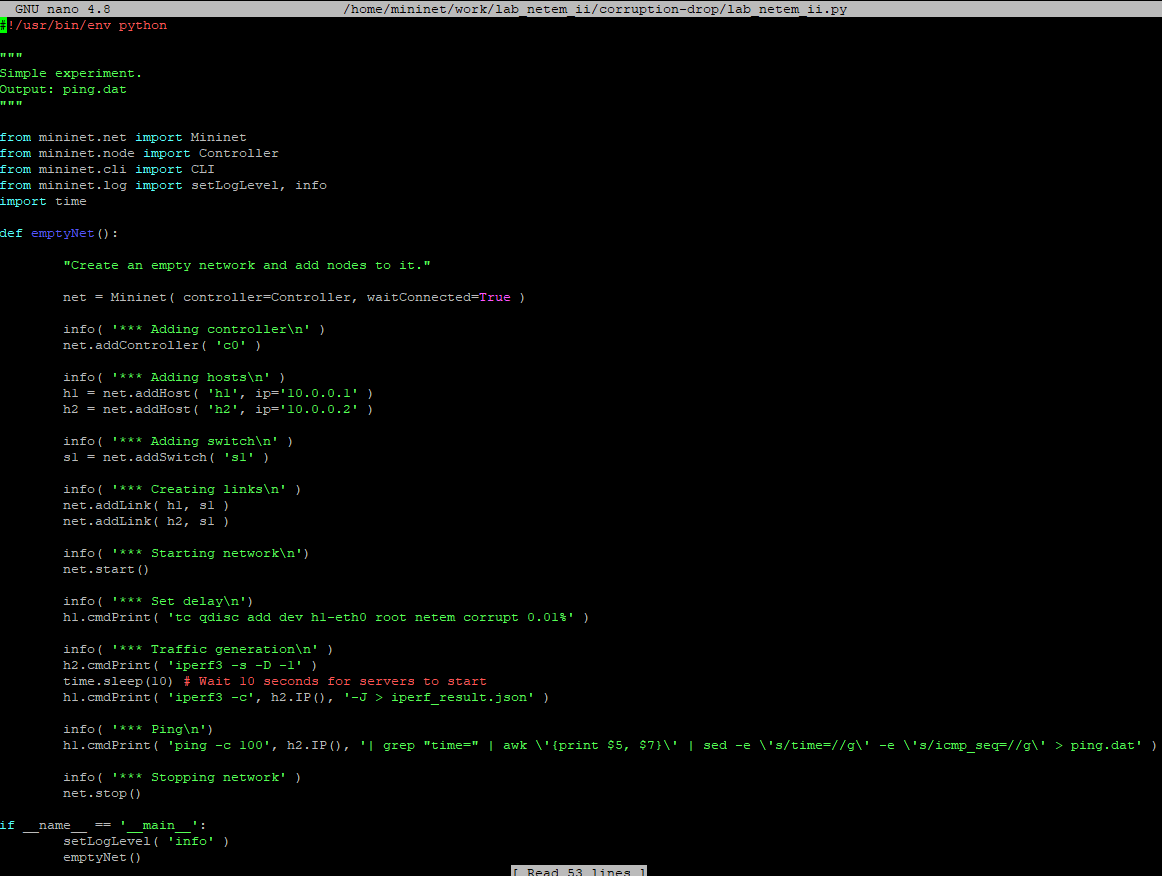 GNU nano 4.8 /home/mininet/work/lab_netem_ii/corruption-drop/lab_netem_ii.py
#!/usr/bin/env python
"""
Simple experiment.
Output: ping.dat
"""
from mininet.net import Mininet
from mininet.node import Controller
from mininet.cli import CLI
from mininet.log import setLogLevel, info
import time
def emptyNet():
"Create an empty network and add nodes to it."
net = Mininet( controller=Controller, waitConnected=True )
info( '*** Adding controller\n' )
net.addController( 'c0' )
info( '*** Adding hosts\n' )
h1 = net.addHost( 'h1', ip='10.0.0.1' )
h2 = net.addHost( 'h2', ip='10.0.0.2' )
info( '*** Adding switch\n' )
s1 = net.addSwitch( 's1' )
info( '*** Creating links\n' )
net.addLink( h1, s1 )
net.addLink( h2, s1 )
info( '*** Starting network\n')
net.start()
info( '*** Set delay\n')
h1.cmdPrint( 'tc qdisc add dev h1-eth0 root netem corrupt 0.01%' )
info( '*** Traffic generation\n' )
h2.cmdPrint( 'iperf3 -s -D -1' )
time.sleep(10) # Wait 10 seconds for servers to start
h1.cmdPrint( 'iperf3 -c', h2.IP(), '-J > iperf_result.json' )
info( '*** Ping\n')
h1.cmdPrint( 'ping -c 100', h2.IP(), '| grep "time=" | awk \'{print $5, $7}\' | sed -e \'s/time=//g\' -e \'s/icmp_seq=//g\' > ping.dat' )
info( '*** Stopping network' )
net.stop()
if __name__ == '__main__':
setLogLevel( 'info' )
emptyNet()
[ Read 53 lines ]